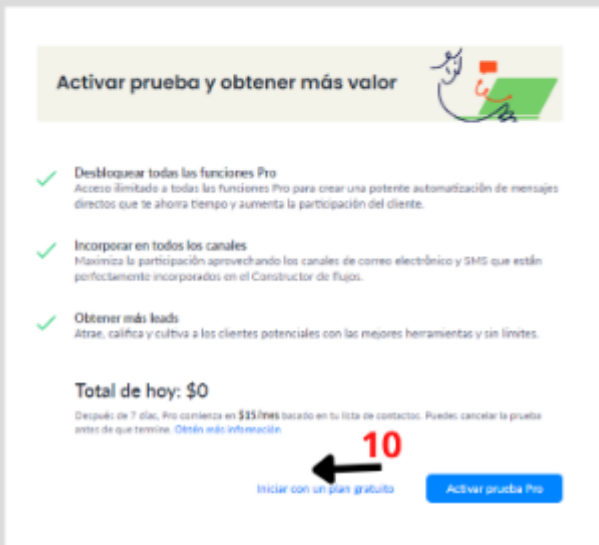 Activar prueba y obtener más valor
Desbloquear todas las funciones Pro
Acceso ilimitado a todas las funciones Pro para crear una potente automatización de mensajes
directos que te ahorra tiempo y aumenta la participación del cliente.
Incorporar en todos los canales
Maximiza la participación aprovechando los canales de correo electrónico y SMS que están
perfectamente incorporados en el Constructor de flujos.
Obtener más leads
Atrae, califica y cultiva a los clientes potenciales con las mejores herramientas y sin límites.
Total de hoy: $0
Después de 7 días, Pro comienza en $15/mes basado en tu lista de contactos. Puedes cancelar la prueba
antes de que termine. Obtén más información
10
Iniciar con un plan gratuito
Activar prueba Pro